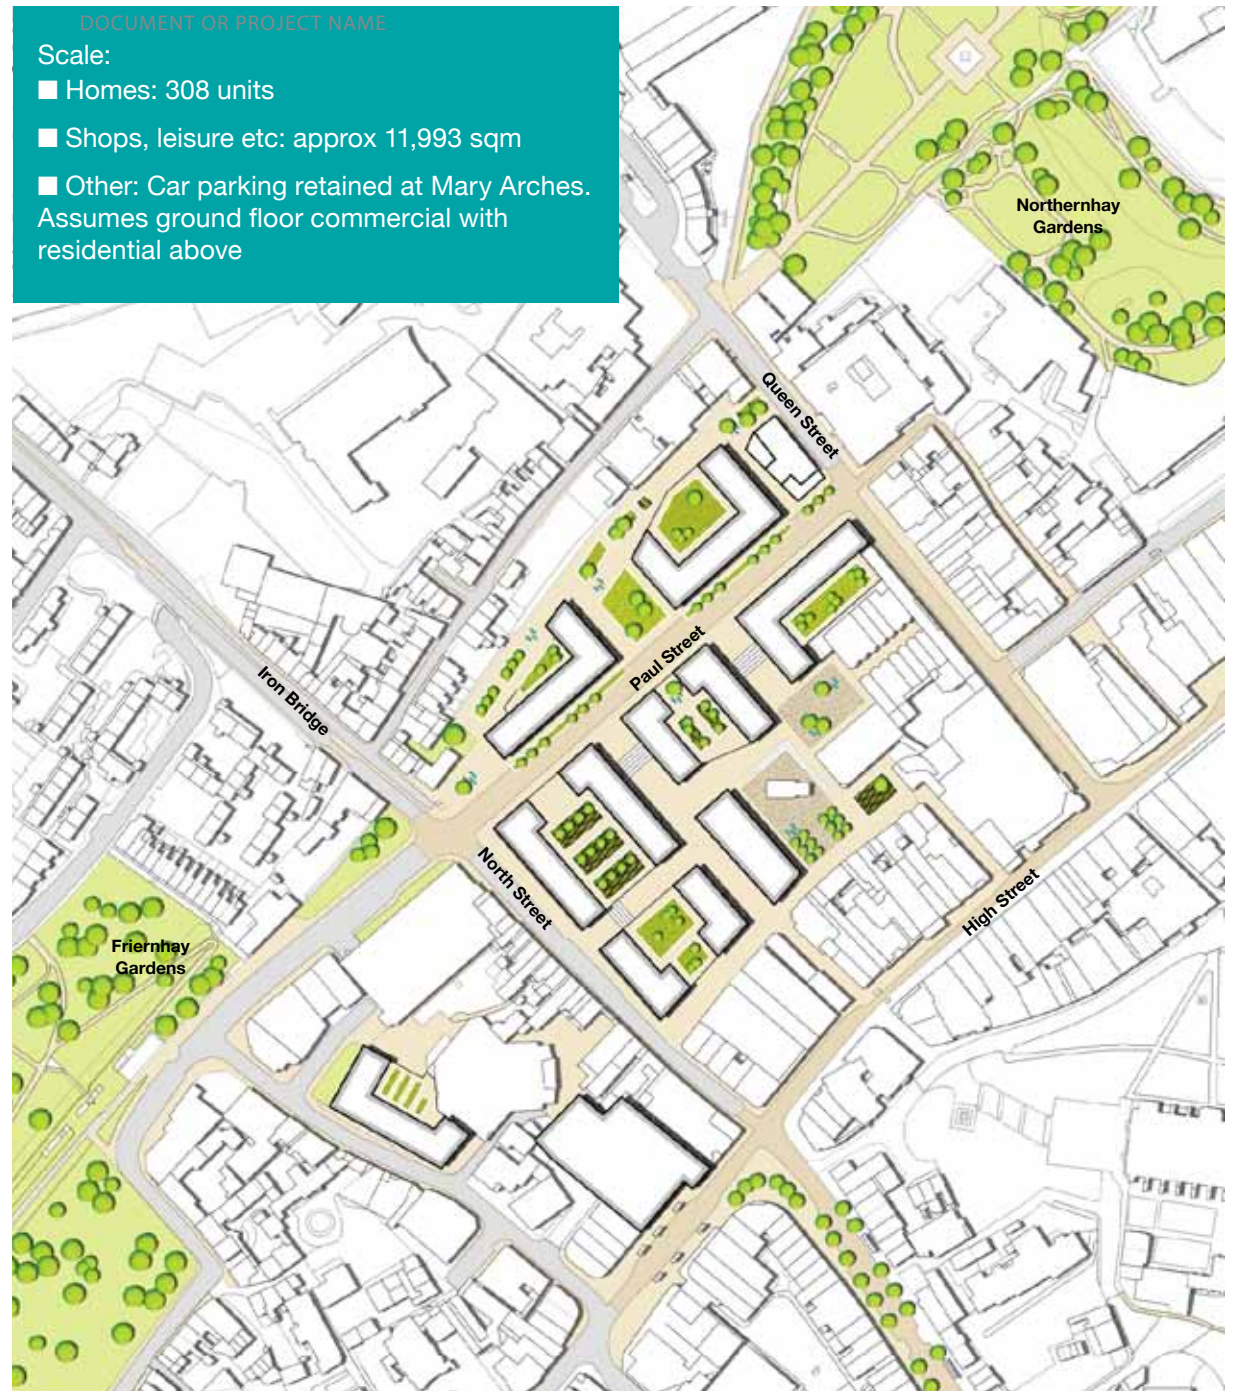 DOCUMENT OR PROJECT NAME
Scale:
■ Homes: 308 units
■ Shops, leisure etc: approx 11,993 sqm
■ Other: Car parking retained at Mary Arches.
Assumes ground floor commercial with
residential above
Northernhay
Gardens
Queen Street
Paul Street
Iron Bridge
North Street
High Street
Friernhay
Gardens